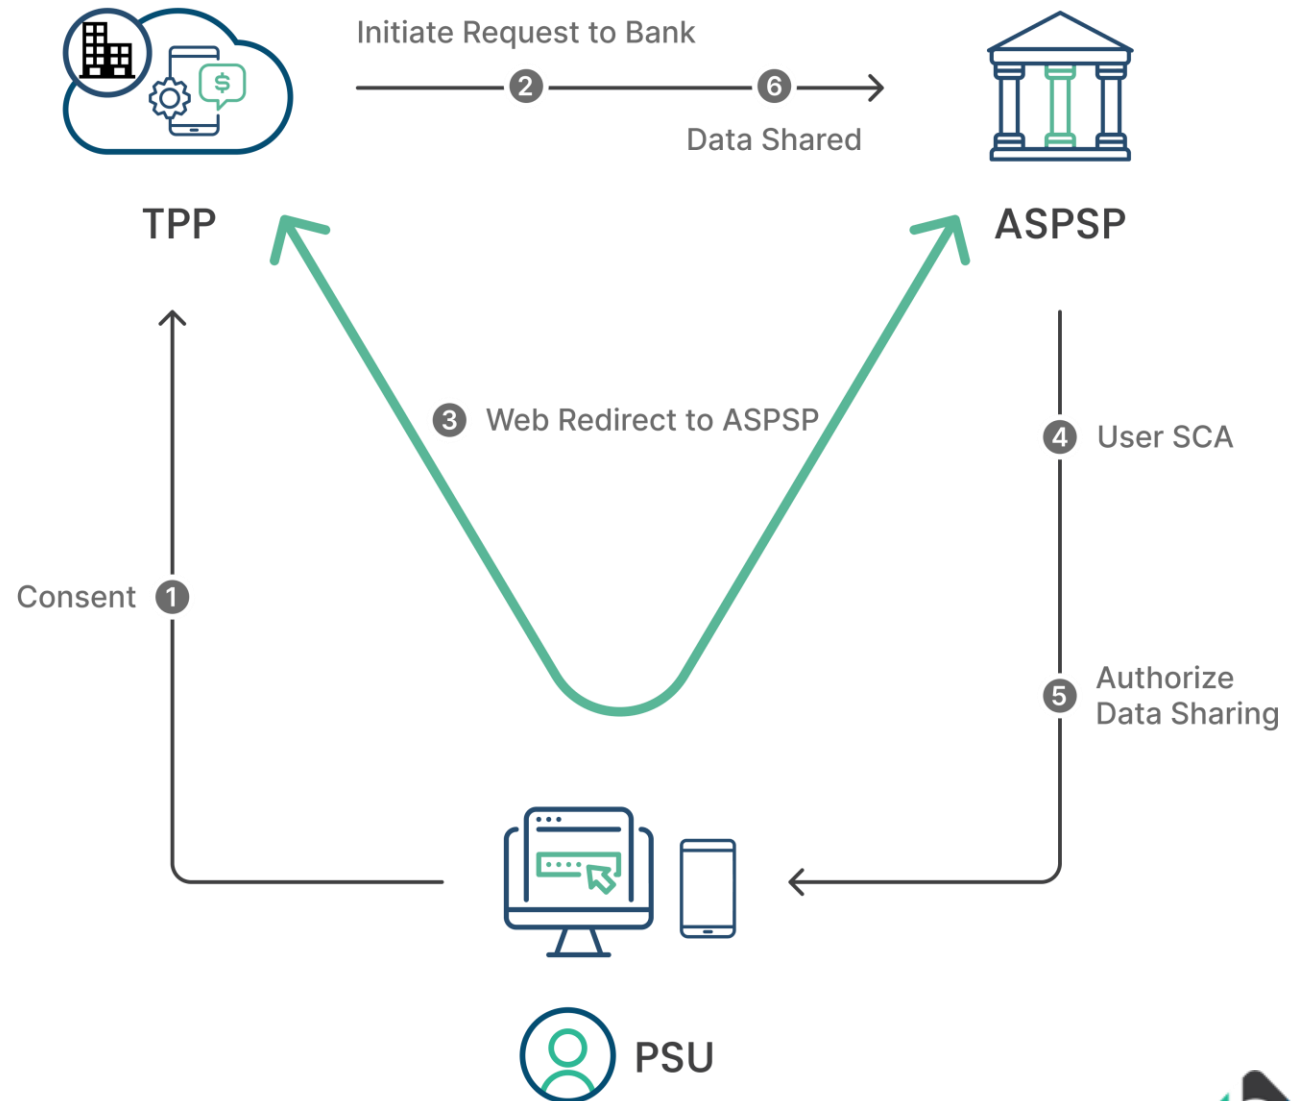 Initiate Request to Bank
2
6
Data Shared
$
TPP
ASPSP
3 Web Redirect to ASPSP
4 User SCA
Consent 1
5 Authorize
Data Sharing
PSU